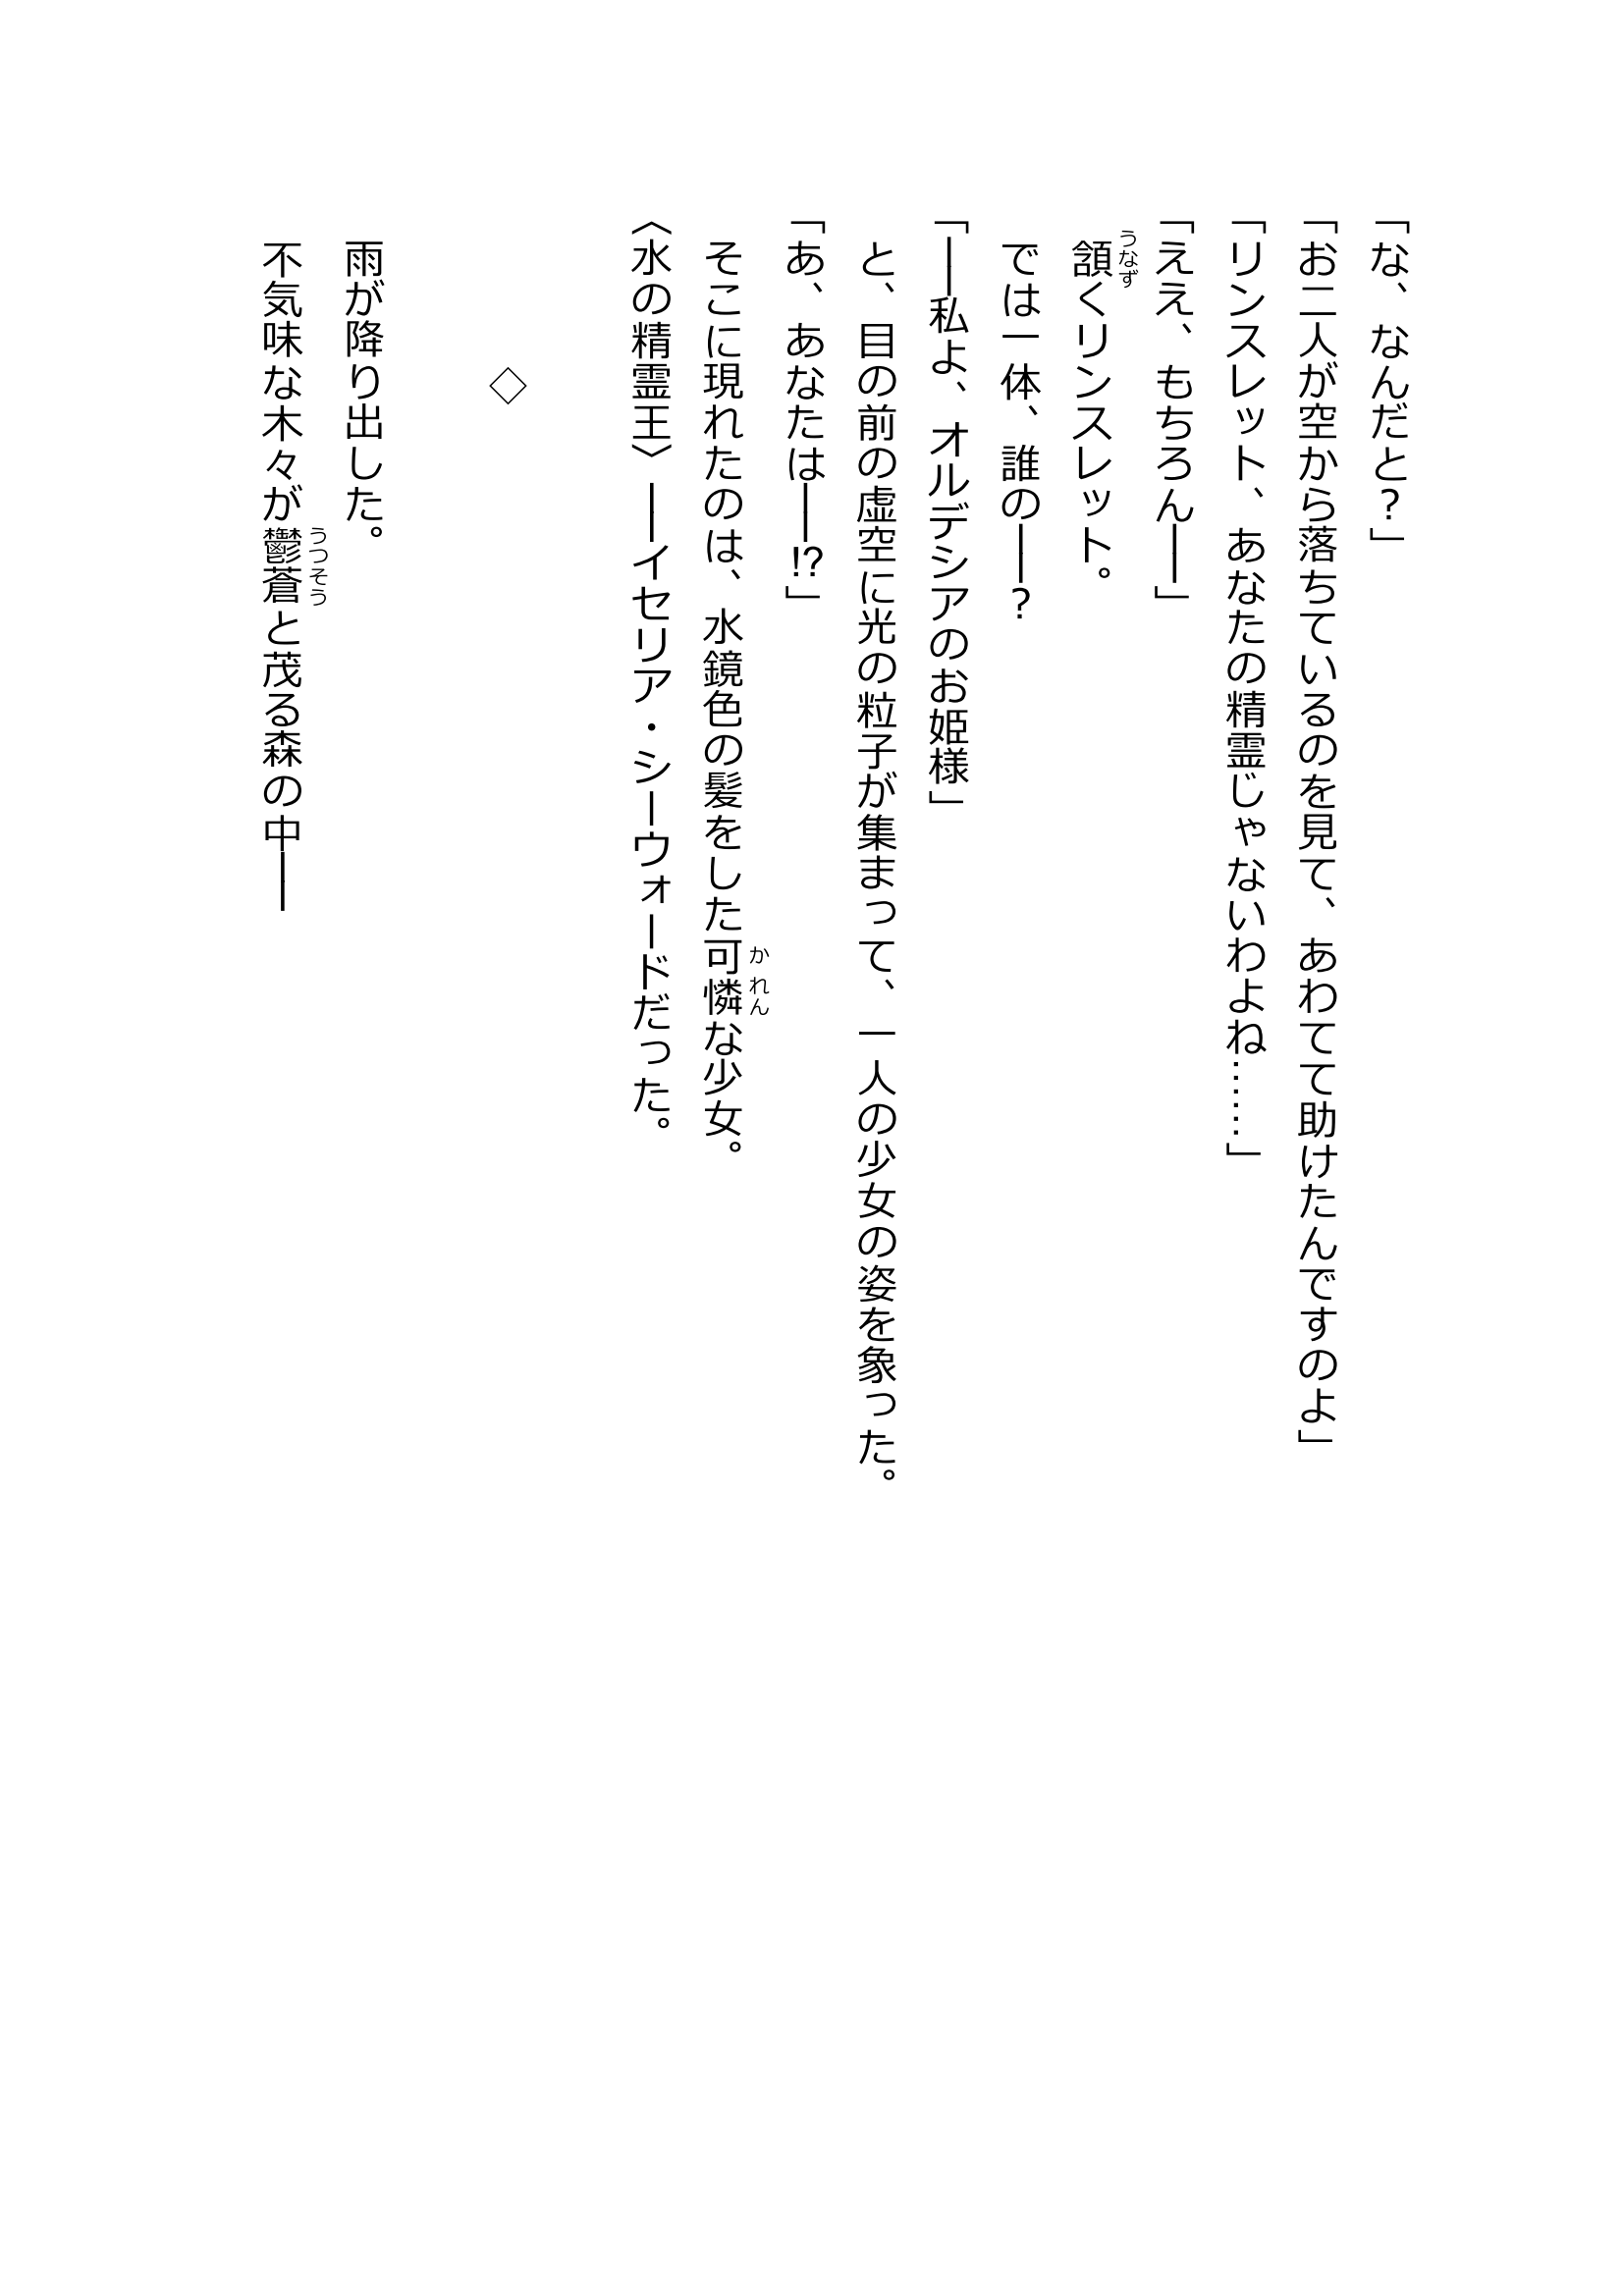 「な、なんだと？」
「お二人が空から落ちているのを見て、あわてて助けたんですのよ」
「リンスレット、あなたの精霊じゃないわよね……」
「ええ、もちろん――」
　頷くリンスレット。
　では一体、誰の――？
「――私よ、オルデシアのお姫様」
　と、目の前の虚空に光の粒子が集まって、一人の少女の姿を象った。
「あ、あなたは――!?」
　そこに現れたのは、水鏡色の髪をした可憐な少女。
〈水の精霊王〉――イセリア・シーウォードだった。
◇
　雨が降り出した。
　不気味な木々が鬱蒼と茂る森の中――